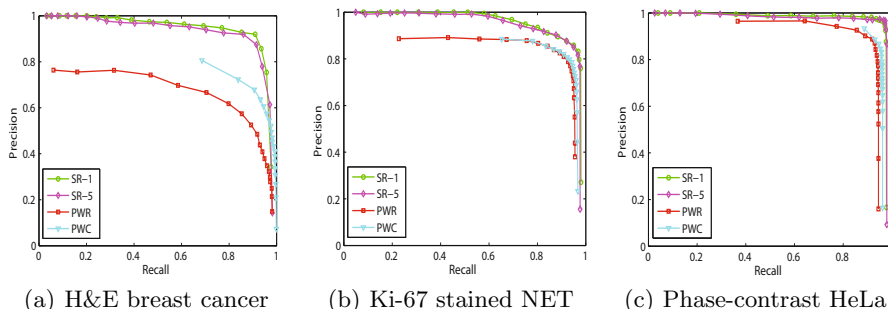 1
0.8
0.6
0.4
0.2
0
Precision
SR-1
SR-5
PWR
PWC
0 0.2 0.4 0.6 0.8 1
Recall
(a) H&E breast cancer
1
0.8
0.6
0.4
0.2
0
Precision
SR-1
SR-5
PWR
PWC
0 0.2 0.4 0.6 0.8 1
Recall
(b) Ki-67 stained NET
1
0.8
0.6
0.4
0.2
0
Precision
SR-1
SR-5
PWR
PWC
0 0.2 0.4 0.6 0.8
Recall
(c) Phase-contrast HeLa